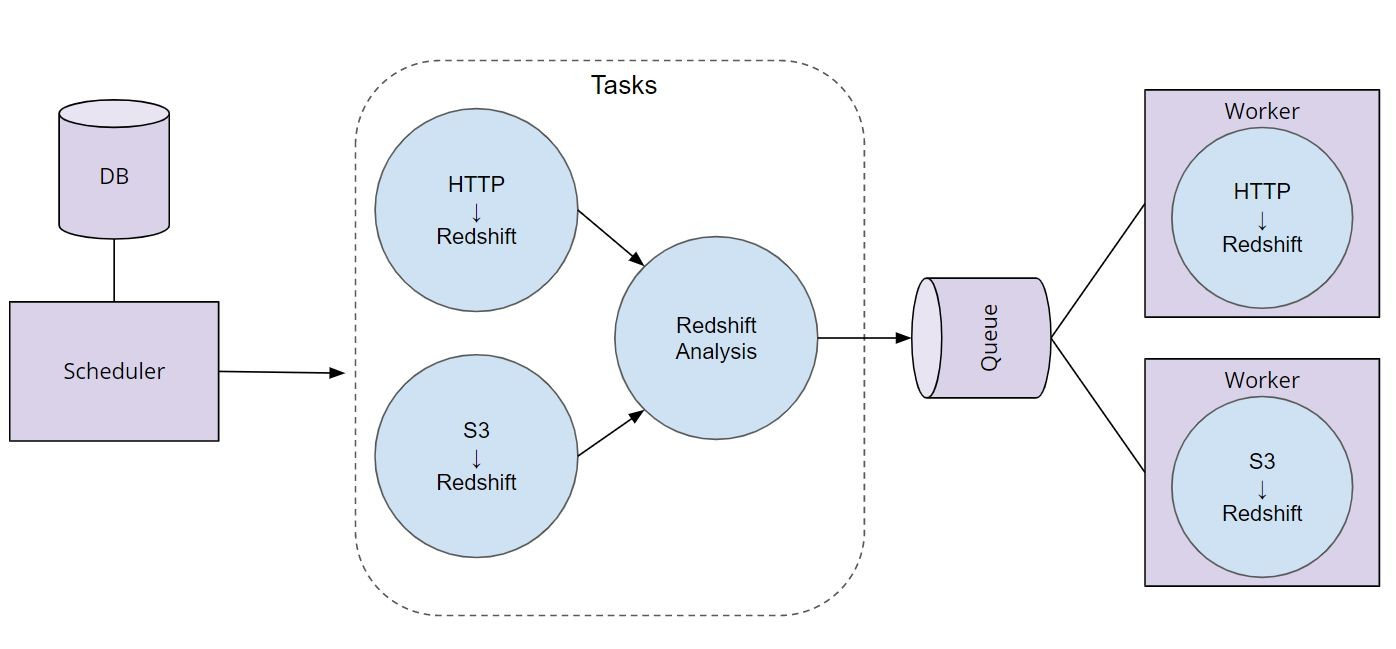 DB
Scheduler
Tasks
HTTP
↓
Redshift
S3
↓
Redshift
Redshift
Analysis
Queue
Worker
HTTP
↓
Redshift
Worker
S3
↓
Redshift